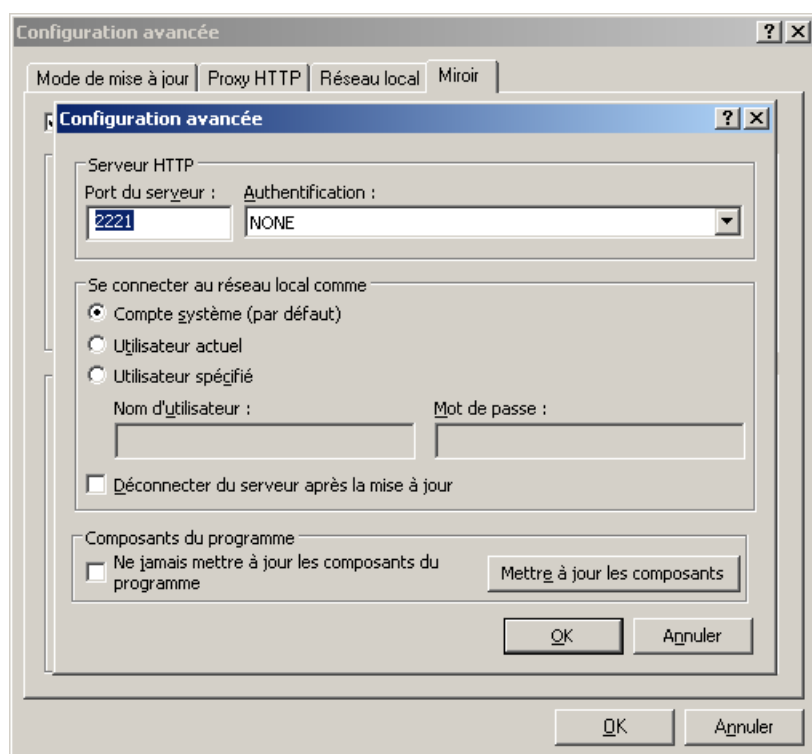 Configuration avancée
Mode de mise à jour Proxy HTTP Réseau local Miroir
Configuration avancée
Serveur HTTP
Port du serveur : Authentification :
2221 NONE
Se connecter au réseau local comme
Compte système (par défaut)
Utilisateur actuel
Utilisateur spécifié
Nom d'utilisateur : Mot de passe :
Déconnecter du serveur après la mise à jour
Composants du programme
Ne jamais mettre à jour les composants du
programme
Mettre à jour les composants
OK Annuler
OK Annuler